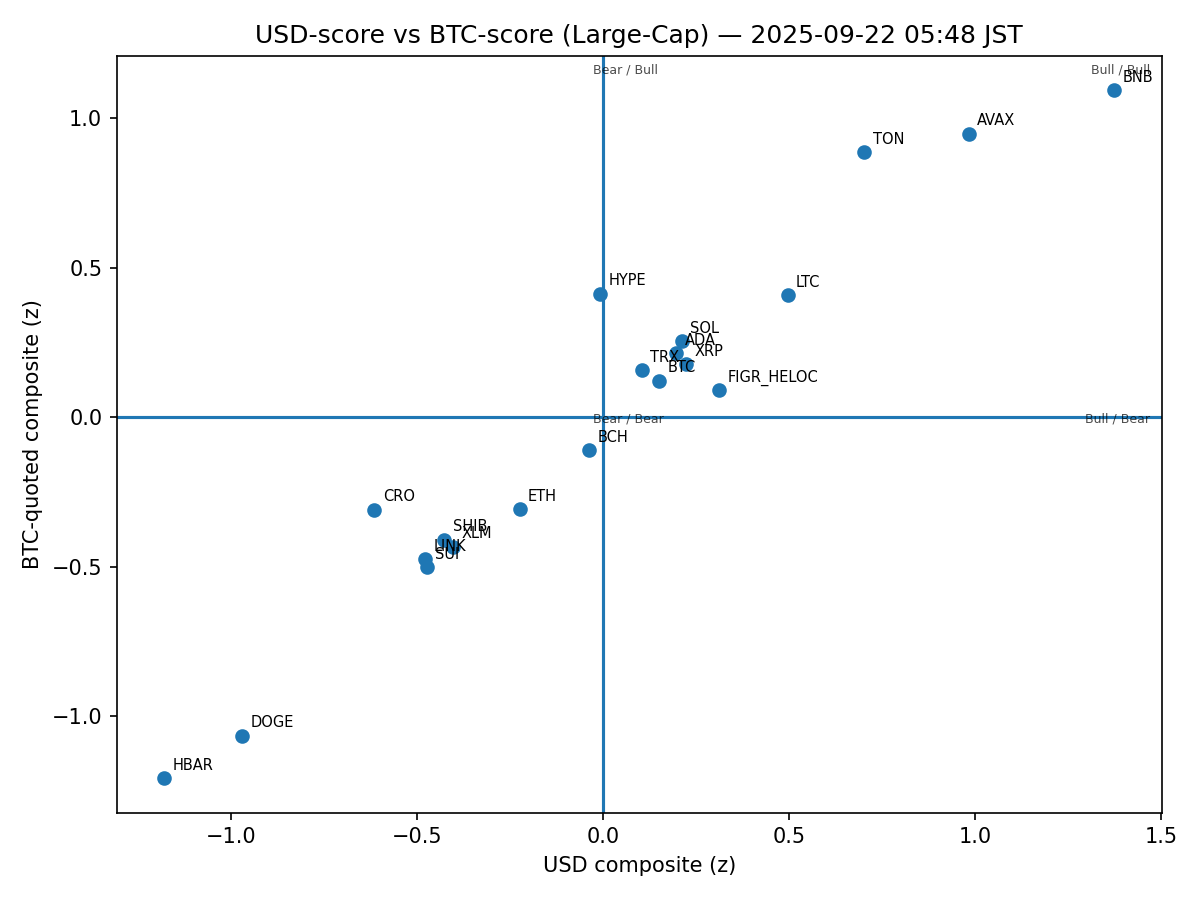 USD-score vs BTC-score (Large-Cap) — 2025-09-22 05:48 JST
Bear / Bull
Bull / Bull
BNB
AVAX
TON
HYPE
LTC
SOL
ADA
XRP
TRX
BTC
FIGR_HELOC
Bear / Bear
Bull / Bear
BCH
CRO
ETH
SHIB
XLM
LINK
SUI
DOGE
HBAR
1.0
0.5
0.0
−0.5
−1.0
BTC-quoted composite (z)
−1.0
−0.5
0.0
0.5
1.0
1.5
USD composite (z)